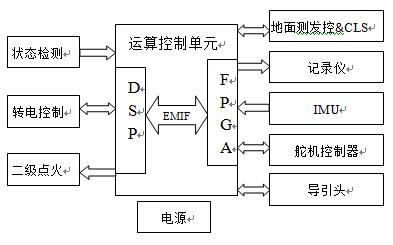 运算控制单元
状态检测
转电控制
二级点火
DSP
EMIF
FPGA
地面测发控&CLS
记录仪
IMU
舵机控制器
导引头
电源